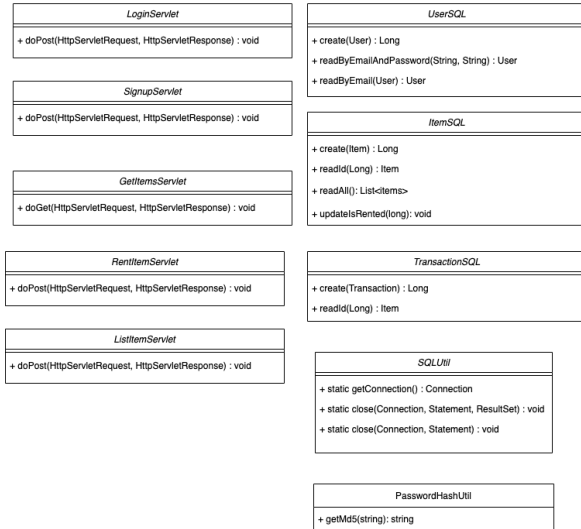 LoginServlet
+ doPost(HttpServletRequest, HttpServletResponse) : void
SignupServlet
+ doPost(HttpServletRequest, HttpServletResponse) : void
GetItemsServlet
+ doGet(HttpServletRequest, HttpServletResponse) : void
RentItemServlet
+ doPost(HttpServletRequest, HttpServletResponse) : void
ListItemServlet
+ doPost(HttpServletRequest, HttpServletResponse) : void
UserSQL
+ create(User) : Long
+ readByEmailAndPassword(String, String) : User
+ readByEmail(User) : User
ItemSQL
+ create(Item) : Long
+ readId(Long) : Item
+ readAll(): List<items>
+ updateIsRented(long): void
TransactionSQL
+ create(Transaction) : Long
+ readId(Long) : Item
SQLUtil
+ static getConnection() : Connection
+ static close(Connection, Statement, ResultSet) : void
+ static close(Connection, Statement) : void
PasswordHashUtil
+ getMd5(string): string